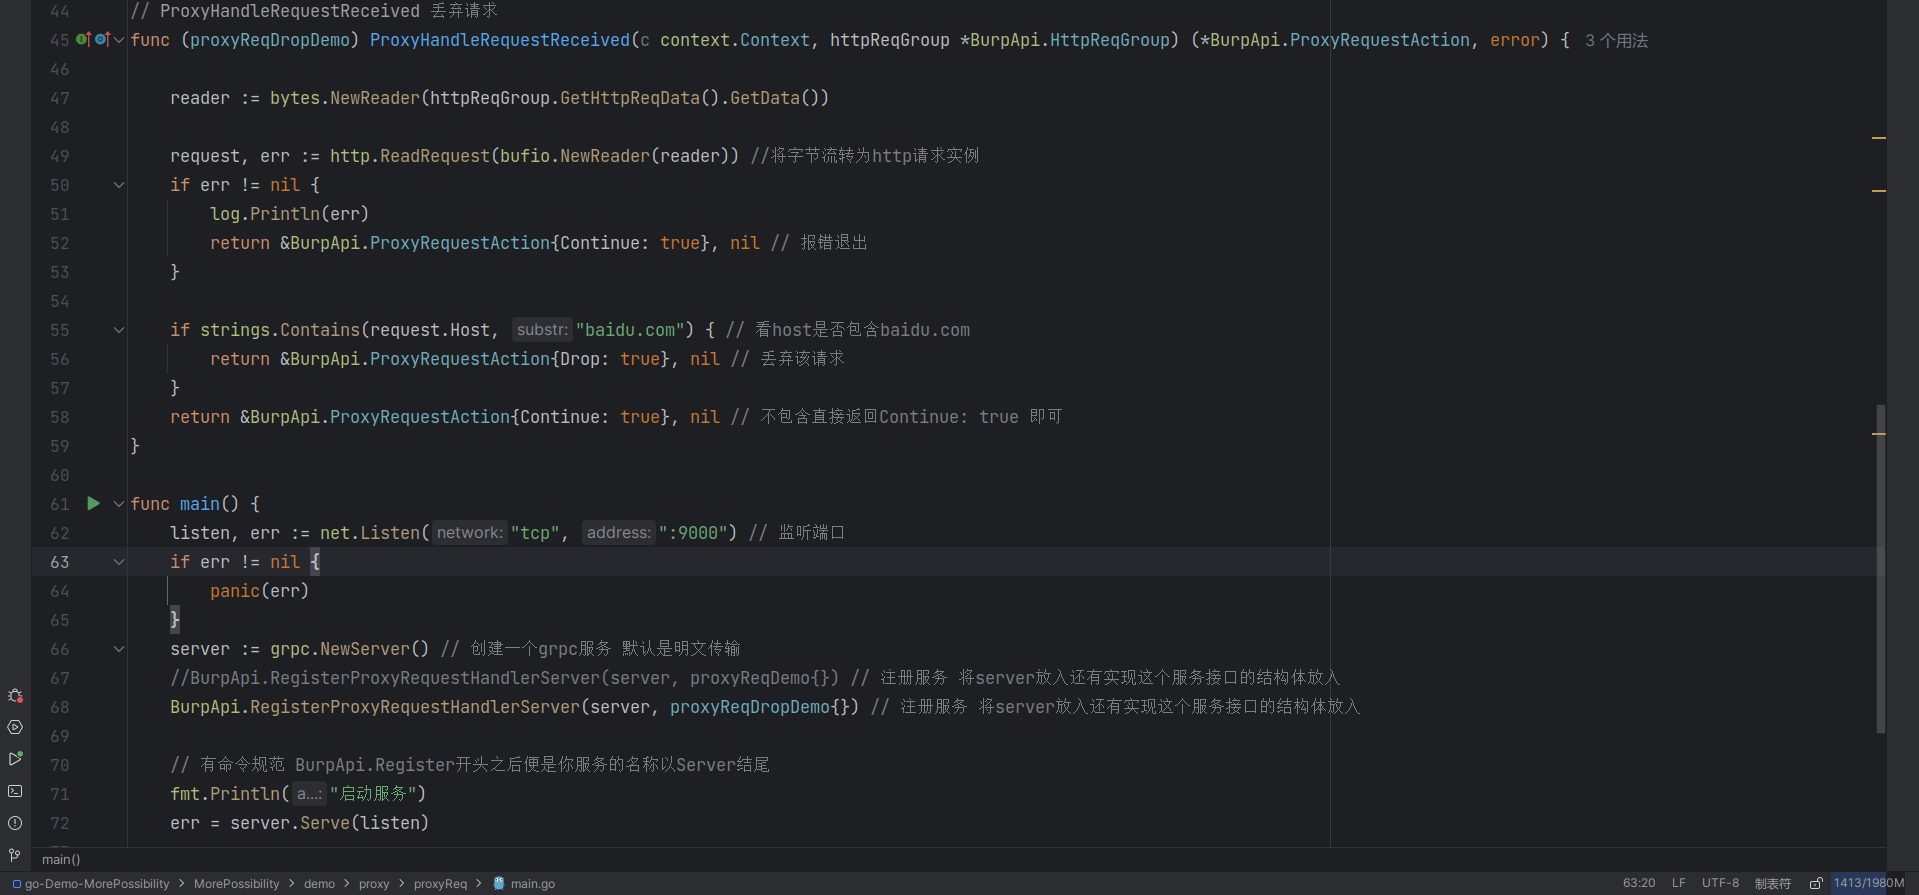 44 // ProxyHandleRequestReceived 丢弃请求
45 func (proxyReqDropDemo) ProxyHandleRequestReceived(c context.Context, httpReqGroup *BurpApi.HttpReqGroup) (*BurpApi.ProxyRequestAction, error) { 3 个用法
46
47 reader := bytes.NewReader(httpReqGroup.GetHttpReqData().GetData())
48
49 request, err := http.ReadRequest(bufio.NewReader(reader)) //将字节流转为http请求实例
50 if err != nil {
51 log.Println(err)
52 return &BurpApi.ProxyRequestAction{Continue: true}, nil // 报错退出
53 }
54
55 if strings.Contains(request.Host, substr: "baidu.com") { // 看host是否包含baidu.com
56 return &BurpApi.ProxyRequestAction{Drop: true}, nil // 丢弃该请求
57 }
58 return &BurpApi.ProxyRequestAction{Continue: true}, nil // 不包含直接返回Continue: true 即可
59 }
60
61 func main() {
62 listen, err := net.Listen( network: "tcp", address: ":9000") // 监听端口
63 if err != nil {
64 panic(err)
65 }
66 server := grpc.NewServer() // 创建一个grpc服务 默认是明文传输
67 //BurpApi.RegisterProxyRequestHandlerServer(server, proxyReqDemo{}) // 注册服务 将server放入还有实现这个服务接口的结构体放入
68 BurpApi.RegisterProxyRequestHandlerServer(server, proxyReqDropDemo{}) // 注册服务 将server放入还有实现这个服务接口的结构体放入
69
70 // 有命令规范 BurpApi.Register开头之后便是你服务的名称以Server结尾
71 fmt.Println( a...: "启动服务")
72 err = server.Serve(listen)
main()
go-Demo-MorePossibility > MorePossibility > demo > proxy > proxyReq > main.go 63:20 LF UTF-8 制表符 1413/1980M